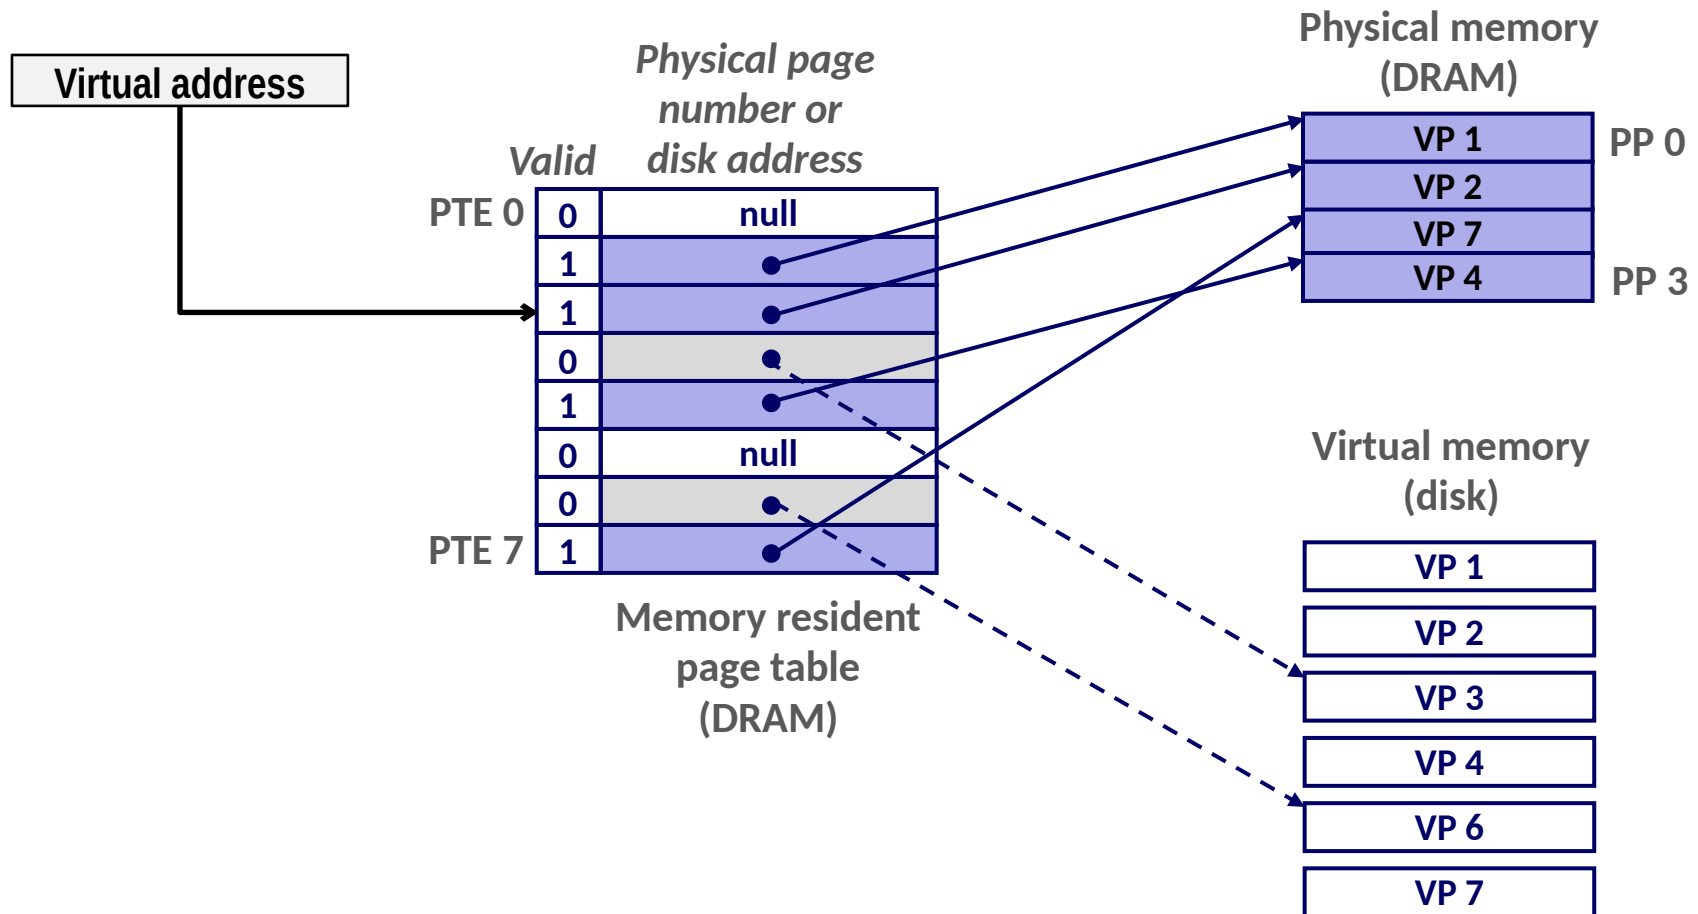 Virtual address
Physical page
number or
disk address
Valid
PTE 0
0
null
1
1
0
1
0
null
0
PTE 7
1
Memory resident
page table
(DRAM)
Physical memory
(DRAM)
VP 1
PP 0
VP 2
VP 7
VP 4
PP 3
Virtual memory
(disk)
VP 1
VP 2
VP 3
VP 4
VP 6
VP 7